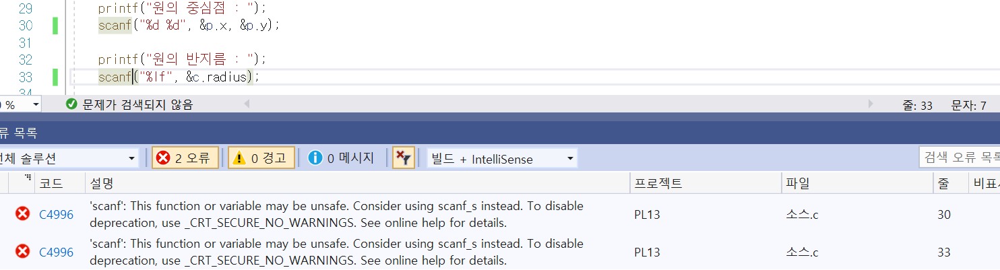 29 printf("원의 중심점 : ");
30 scanf("%d %d", &p.x, &p.y);
31
32 printf("원의 반지름 : ");
33 scanf("%lf", &c.radius);
34
% 문제가 검색되지 않음 줄: 33 문자: 7
류 목록
전체 솔루션 2 오류 0 경고 0 메시지 빌드 + IntelliSense 검색 오류 목록
코드 설명 프로젝트 파일 줄 비표시
C4996 'scanf': This function or variable may be unsafe. Consider using scanf_s instead. To disable
deprecation, use _CRT_SECURE_NO_WARNINGS. See online help for details. PL13 소스.c 30
C4996 'scanf': This function or variable may be unsafe. Consider using scanf_s instead. To disable
deprecation, use _CRT_SECURE_NO_WARNINGS. See online help for details. PL13 소스.c 33